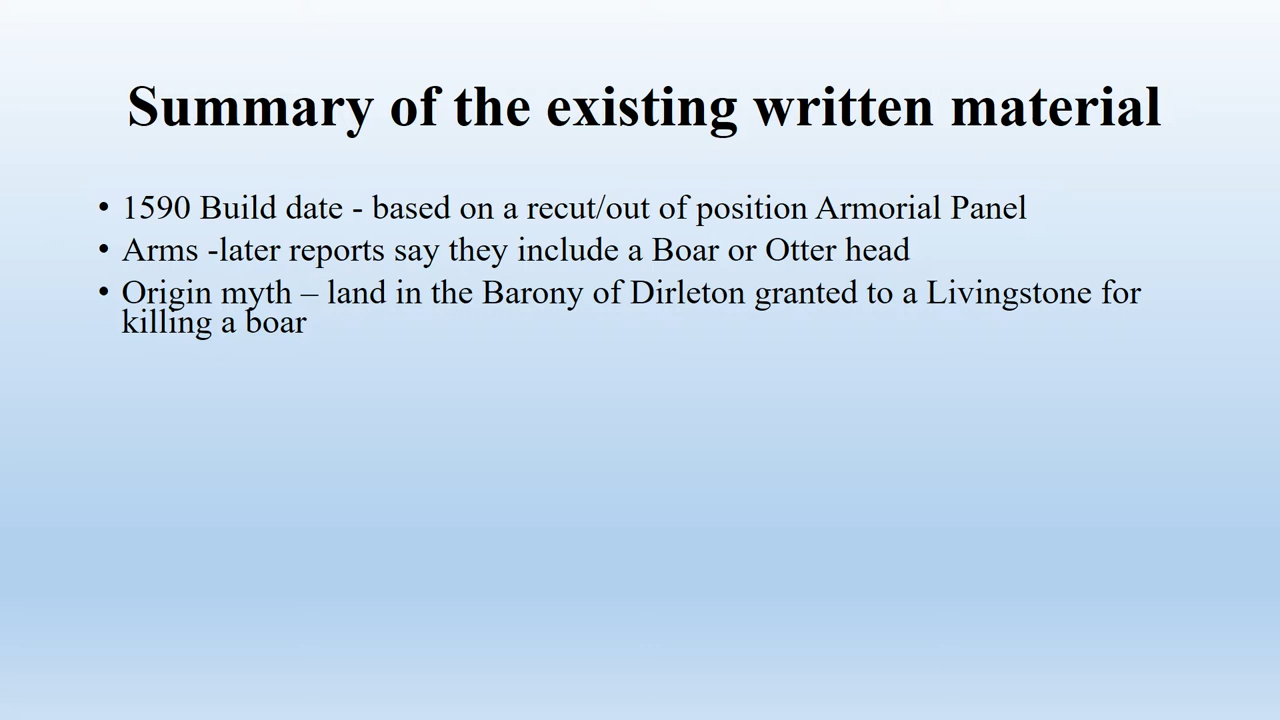 Summary of the existing written material
• 1590 Build date - based on a recut/out of position Armorial Panel
• Arms -later reports say they include a Boar or Otter head
• Origin myth – land in the Barony of Dirleton granted to a Livingstone for
killing a boar